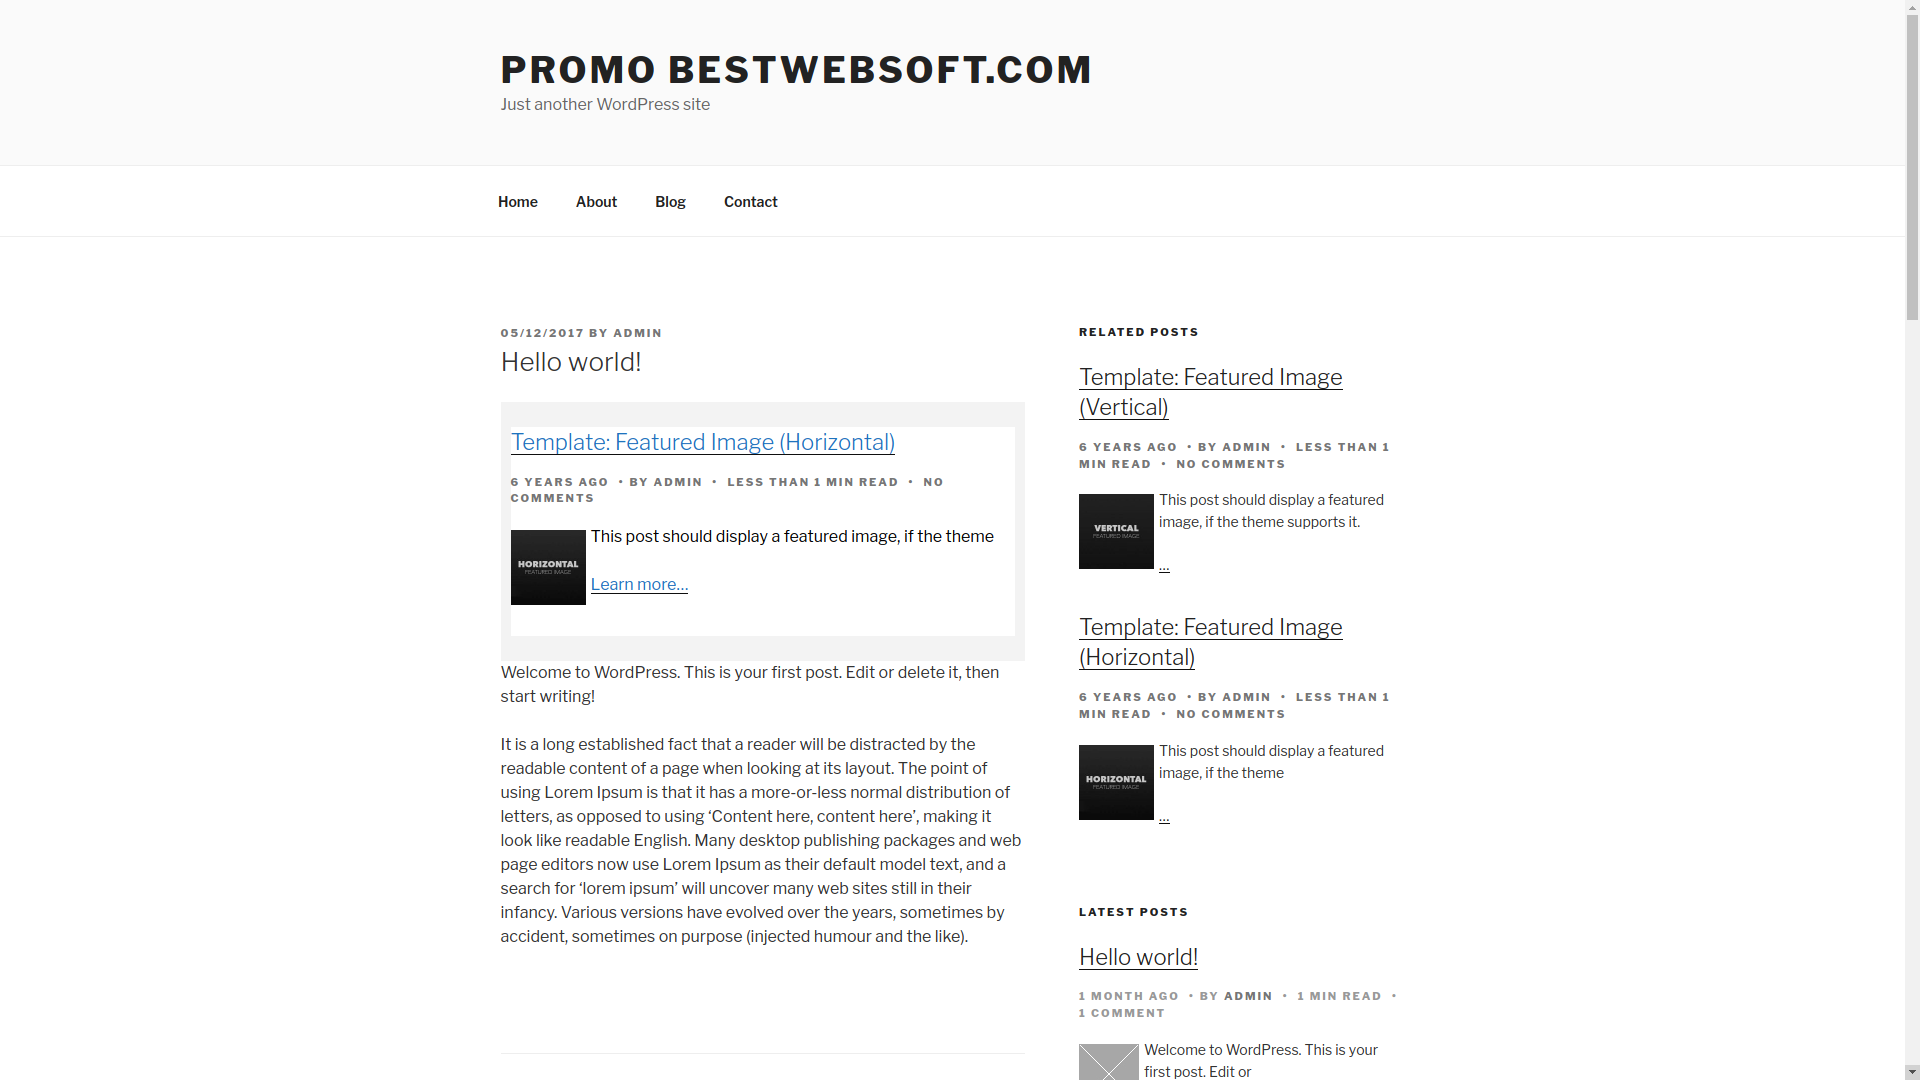 PROMO BESTWEBSOFT.COM
Just another WordPress site
Home
About
Blog
Contact
05/12/2017 BY ADMIN
Hello world!
Template: Featured Image (Horizontal)
6 YEARS AGO • BY ADMIN • LESS THAN 1 MIN READ • NO
COMMENTS
HORIZONTAL
FEATURED IMAGE
This post should display a featured image, if the theme
Learn more...
Welcome to WordPress. This is your first post. Edit or delete it, then
start writing!
It is a long established fact that a reader will be distracted by the
readable content of a page when looking at its layout. The point of
using Lorem Ipsum is that it has a more-or-less normal distribution of
letters, as opposed to using ‘Content here, content here’, making it
look like readable English. Many desktop publishing packages and web
page editors now use Lorem Ipsum as their default model text, and a
search for ‘lorem ipsum’ will uncover many web sites still in their
infancy. Various versions have evolved over the years, sometimes by
accident, sometimes on purpose (injected humour and the like).
RELATED POSTS
Template: Featured Image
(Vertical)
6 YEARS AGO • BY ADMIN • LESS THAN 1
MIN READ • NO COMMENTS
VERTICAL
FEATURED IMAGE
This post should display a featured
image, if the theme supports it.
...
Template: Featured Image
(Horizontal)
6 YEARS AGO • BY ADMIN • LESS THAN 1
MIN READ • NO COMMENTS
HORIZONTAL
FEATURED IMAGE
This post should display a featured
image, if the theme
...
LATEST POSTS
Hello world!
1 MONTH AGO • BY ADMIN • 1 MIN READ •
1 COMMENT
Welcome to WordPress. This is your
first post. Edit or